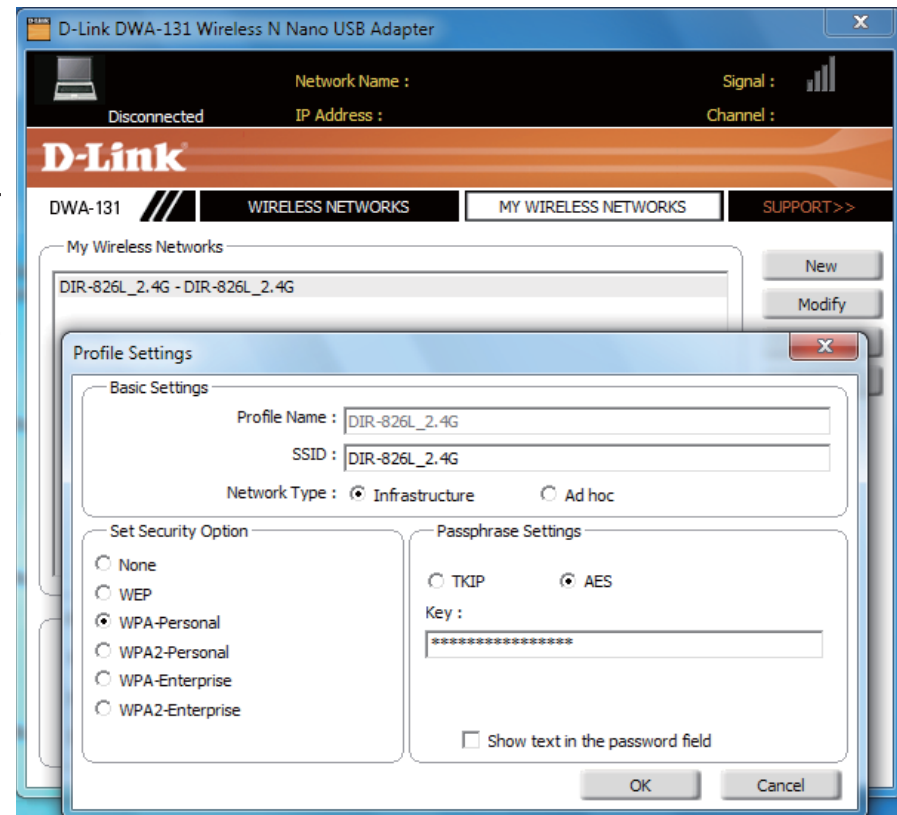 D-Link DWA-131 Wireless N Nano USB Adapter
Network Name :
Signal :
Disconnected
IP Address :
Channel :
D-Link
DWA-131
WIRELESS NETWORKS
MY WIRELESS NETWORKS
SUPPORT>>
My Wireless Networks
New
DIR-826L_2.4G - DIR-826L_2.4G
Modify
Profile Settings
Basic Settings
Profile Name : DIR-826L_2.4G
SSID : DIR-826L_2.4G
Network Type : Infrastructure Ad hoc
Set Security Option
None
WEP
WPA-Personal
WPA2-Personal
WPA-Enterprise
WPA2-Enterprise
Passphrase Settings
TKIP AES
Key :
****************
Show text in the password field
OK
Cancel